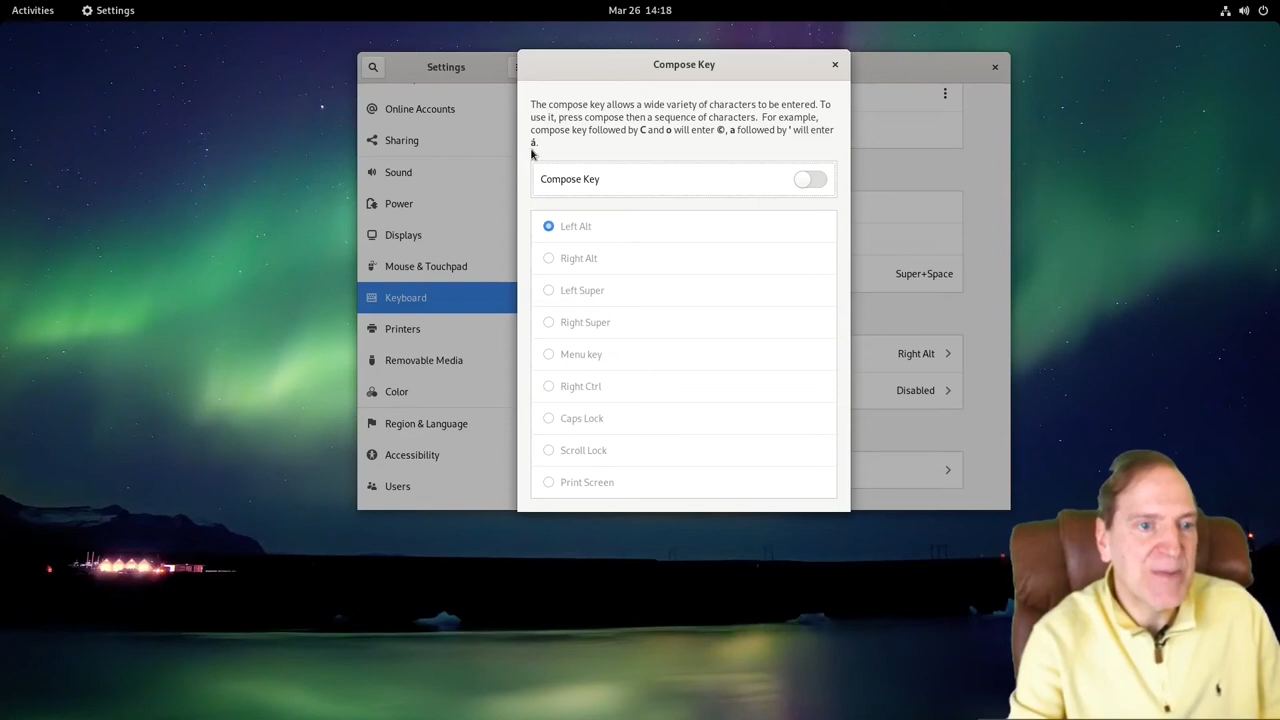 Activities
Settings
Mar 26 14:18
Settings
Compose Key
Online Accounts
Sharing
Sound
Power
Displays
Mouse & Touchpad
Keyboard
Printers
Removable Media
Color
Region & Language
Accessibility
Users
The compose key allows a wide variety of characters to be entered. To
use it, press compose then a sequence of characters. For example,
compose key followed by C and o will enter ©, a followed by ' will enter
á.
Compose Key
Left Alt
Right Alt
Left Super
Right Super
Menu key
Right Ctrl
Caps Lock
Scroll Lock
Print Screen
Super+Space
Right Alt
Disabled